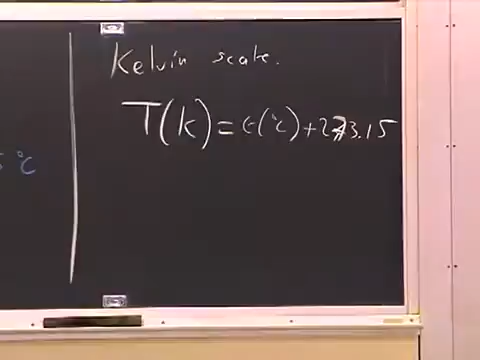 Kelvin scale.
T(K) = t(°C) + 273.15
°C